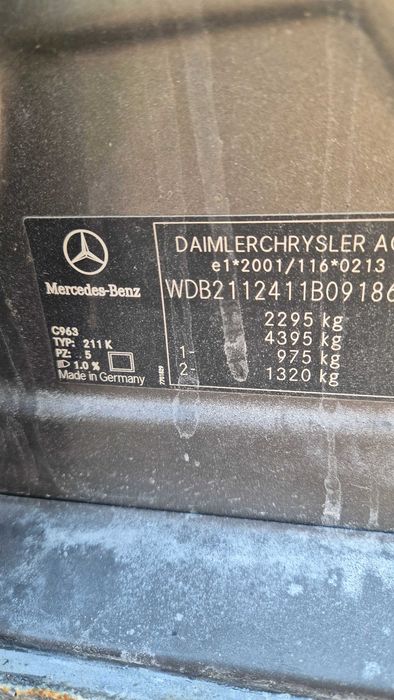 Mercedes-Benz
C963
TYP: 211 K
PZ: . 5
1.0 %
Made in Germany
DAIMLERCHRYSLER AG
e1*2001/116*0213
WDB2112411B09186
2295 kg
4395 kg
1- 975 kg
2- 1320 kg